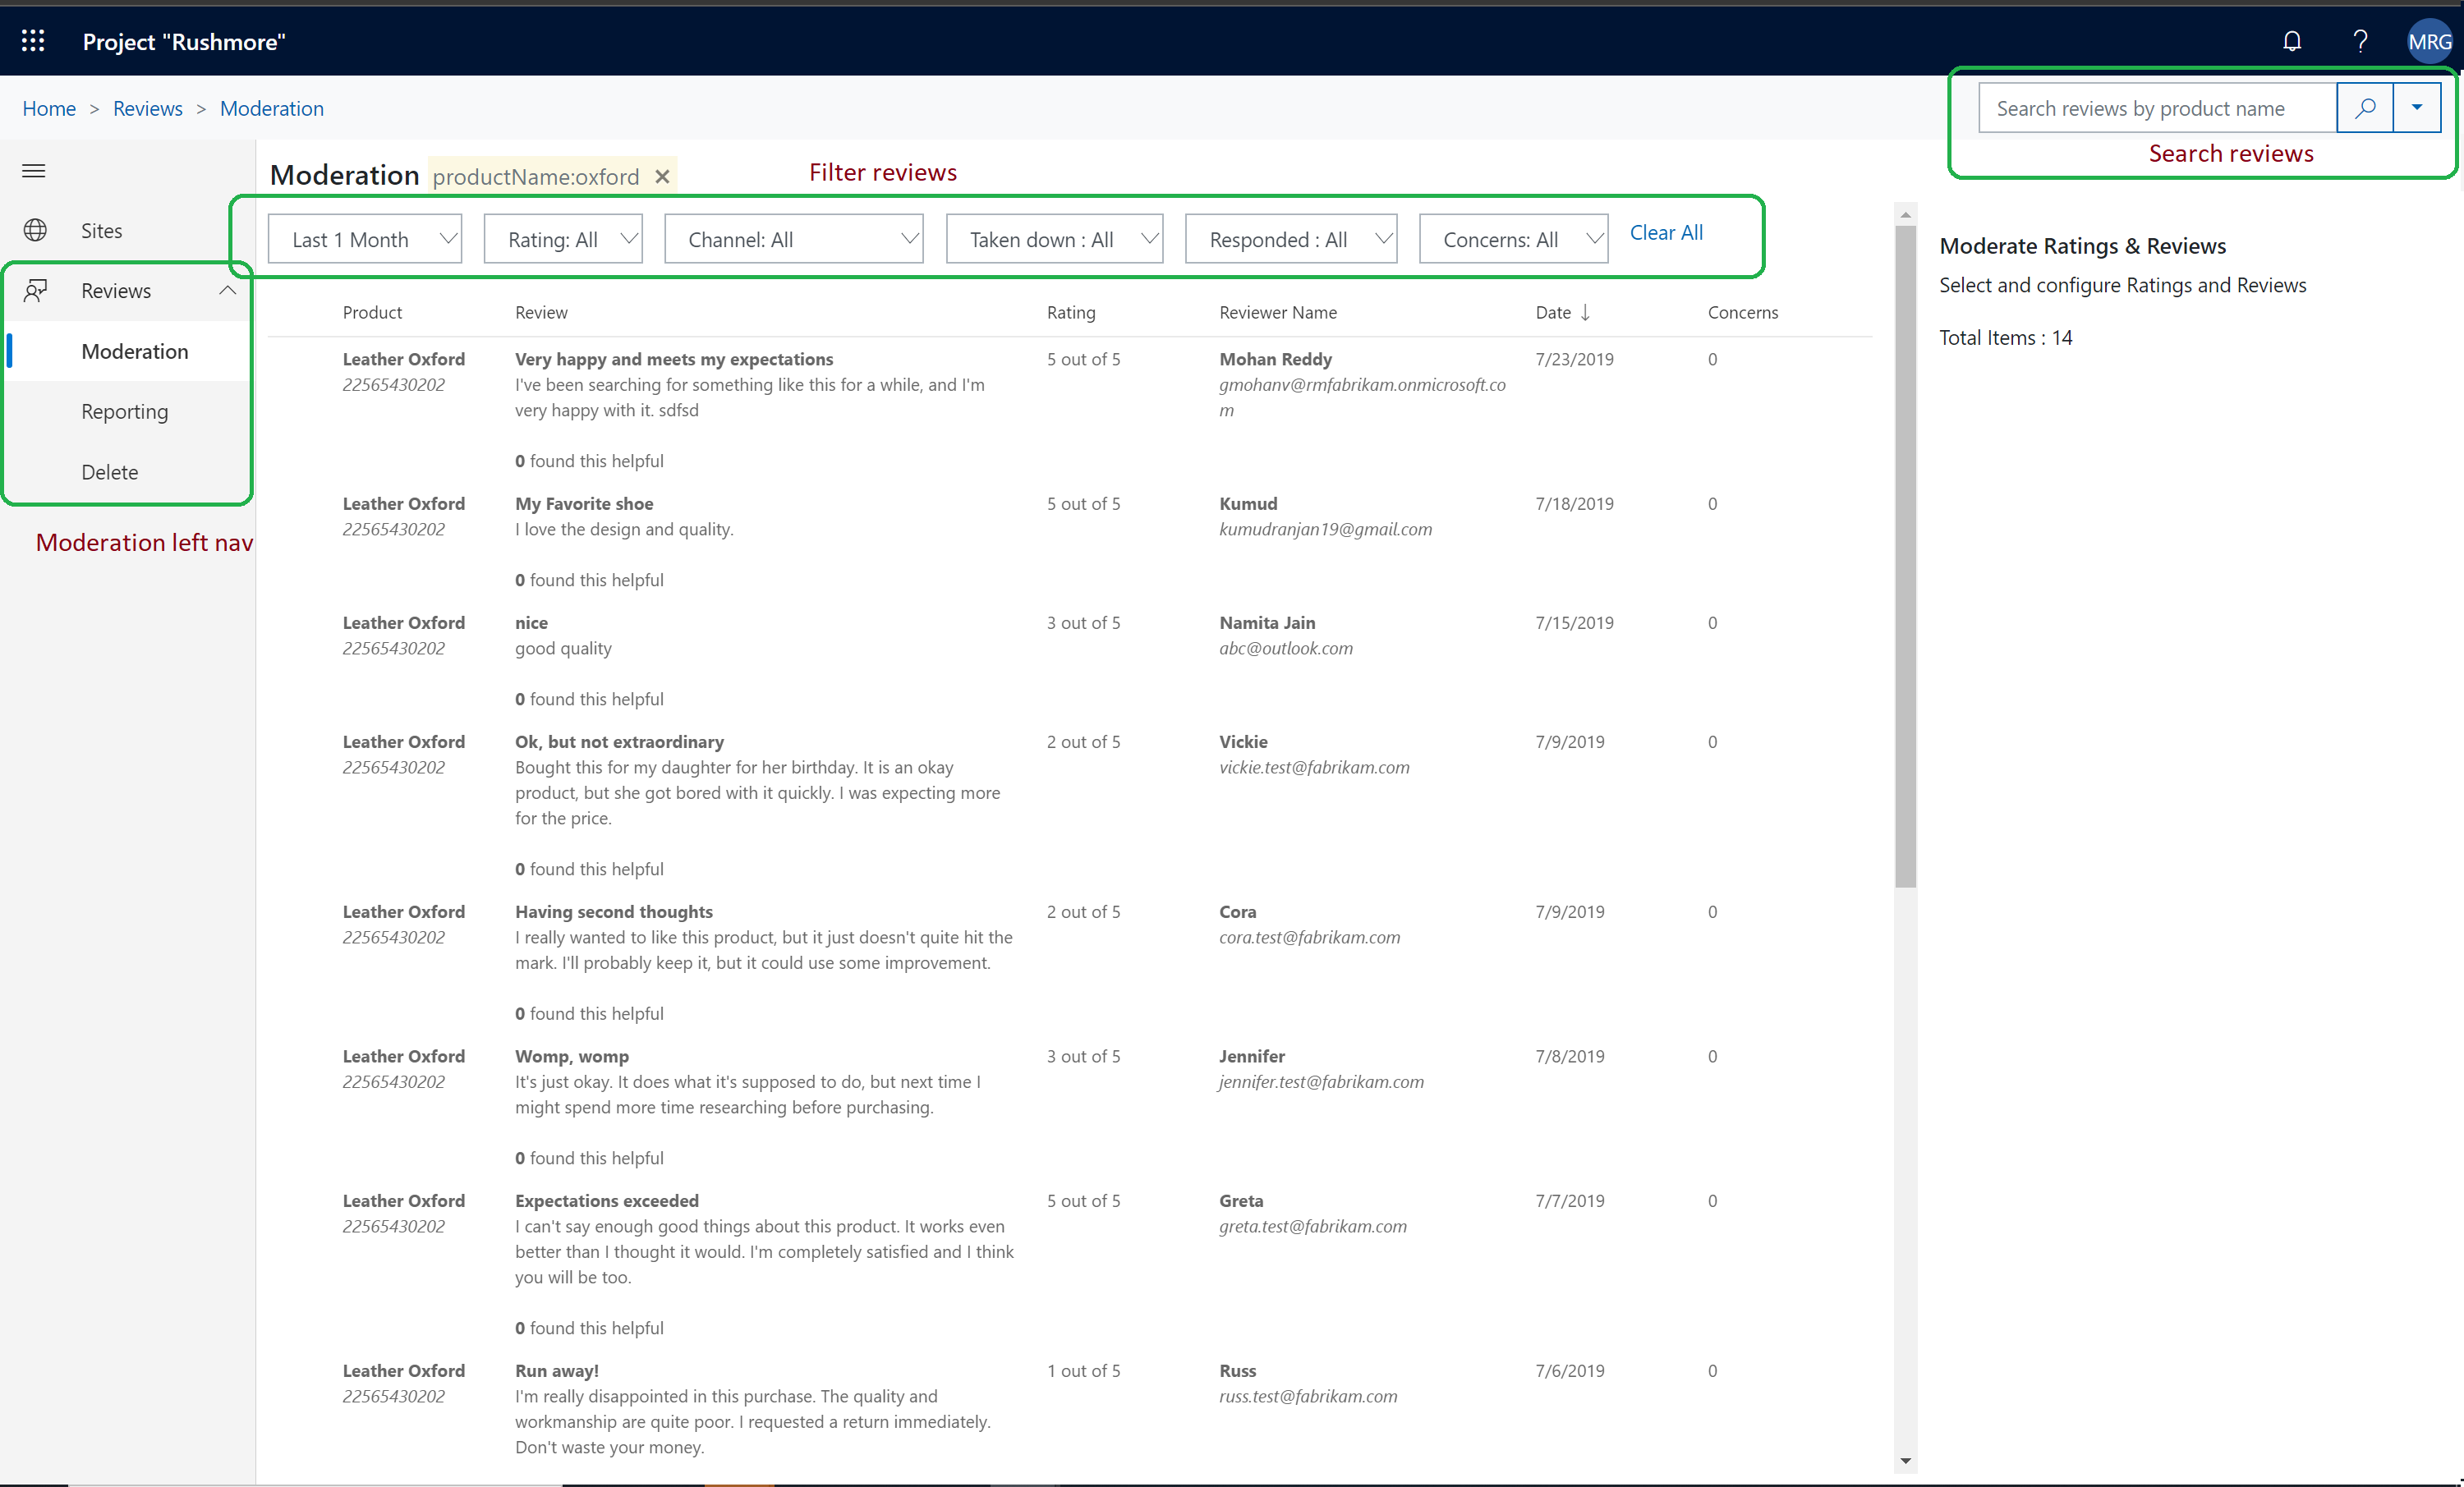 Project "Rushmore"
MRG
Home > Reviews > Moderation
Search reviews by product name
Search reviews
Moderation productName:oxford
Filter reviews
Sites
Reviews
Moderation
Reporting
Delete
Moderation left nav
Last 1 Month
Rating: All
Channel: All
Taken down : All
Responded : All
Concerns: All
Clear All
Moderate Ratings & Reviews
Select and configure Ratings and Reviews
Total Items : 14
Product Review Rating Reviewer Name Date Concerns
Leather Oxford Very happy and meets my expectations 5 out of 5 Mohan Reddy 7/23/2019 0
22565430202 I've been searching for something like this for a while, and I'm gmohanv@rmfabrikam.onmicrosoft.co
very happy with it. sdfsd m
0 found this helpful
Leather Oxford My Favorite shoe 5 out of 5 Kumud 7/18/2019 0
22565430202 I love the design and quality. kumudranjan19@gmail.com
0 found this helpful
Leather Oxford nice 3 out of 5 Namita Jain 7/15/2019 0
22565430202 good quality abc@outlook.com
0 found this helpful
Leather Oxford Ok, but not extraordinary 2 out of 5 Vickie 7/9/2019 0
22565430202 Bought this for my daughter for her birthday. It is an okay vickie.test@fabrikam.com
product, but she got bored with it quickly. I was expecting more
for the price.
0 found this helpful
Leather Oxford Having second thoughts 2 out of 5 Cora 7/9/2019 0
22565430202 I really wanted to like this product, but it just doesn't quite hit the cora.test@fabrikam.com
mark. I'll probably keep it, but it could use some improvement.
0 found this helpful
Leather Oxford Womp, womp 3 out of 5 Jennifer 7/8/2019 0
22565430202 It's just okay. It does what it's supposed to do, but next time I jennifer.test@fabrikam.com
might spend more time researching before purchasing.
0 found this helpful
Leather Oxford Expectations exceeded 5 out of 5 Greta 7/7/2019 0
22565430202 I can't say enough good things about this product. It works even greta.test@fabrikam.com
better than I thought it would. I'm completely satisfied and I think
you will be too.
0 found this helpful
Leather Oxford Run away! 1 out of 5 Russ 7/6/2019 0
22565430202 I'm really disappointed in this purchase. The quality and russ.test@fabrikam.com
workmanship are quite poor. I requested a return immediately.
Don't waste your money.